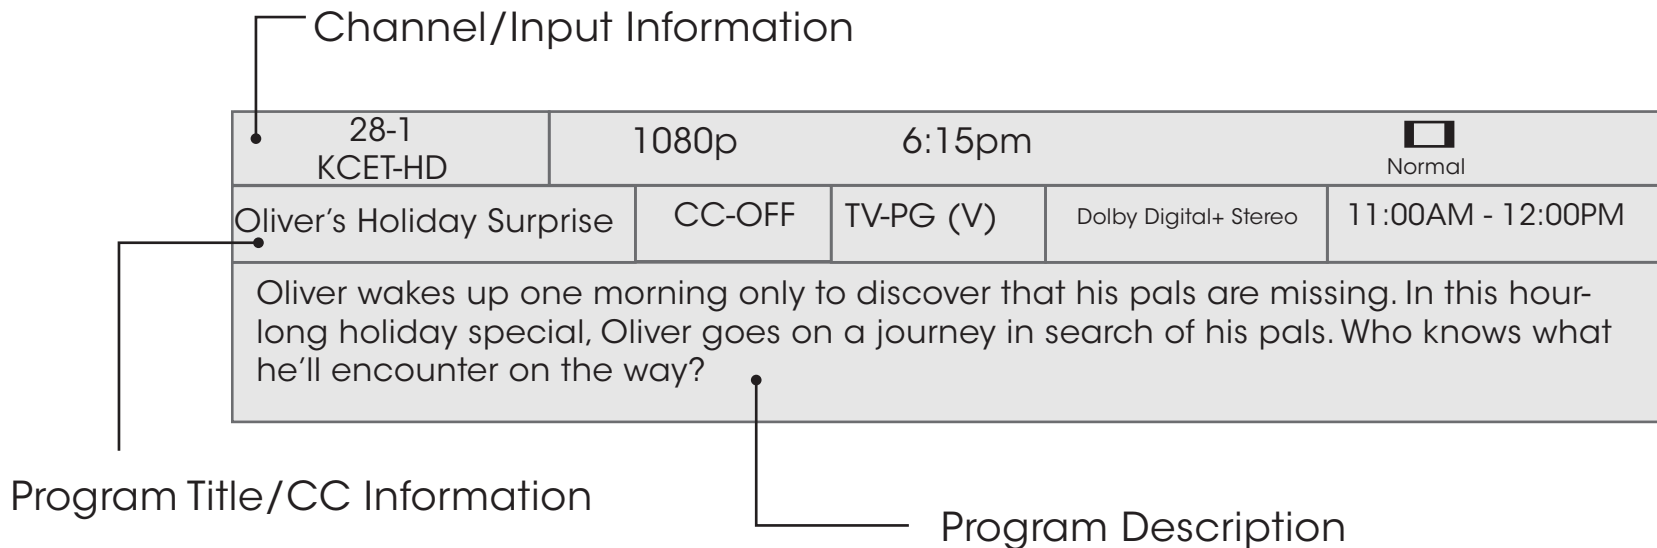 Channel/Input Information
28-1
KCET-HD
1080p
6:15pm
Normal
Oliver's Holiday Surprise
CC-OFF
TV-PG (V)
Dolby Digital+ Stereo
11:00AM - 12:00PM
Oliver wakes up one morning only to discover that his pals are missing. In this hour-
long holiday special, Oliver goes on a journey in search of his pals. Who knows what
he'll encounter on the way?
Program Title/CC Information
Program Description